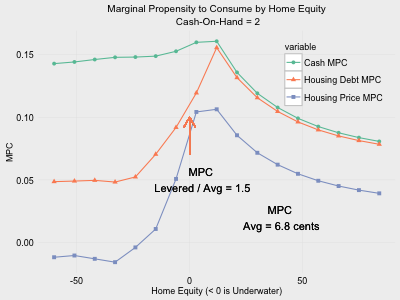 Marginal Propensity to Consume by Home Equity
Cash-On-Hand = 2
variable
Cash MPC
Housing Debt MPC
Housing Price MPC
0.15
0.10
0.05
0.00
MPC
MPC
Levered / Avg = 1.5
MPC
Avg = 6.8 cents
-50
0
50
Home Equity (< 0 is Underwater)